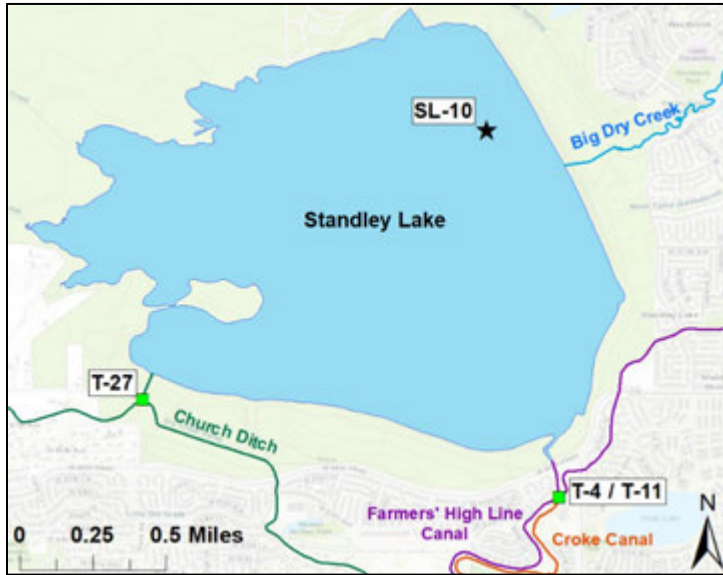 SL-10
Big Dry Creek
Standley Lake
T-27
Church Ditch
T-4 / T-11
Farmers' High Line
Canal
Croke Canal
0 0.25 0.5 Miles
N